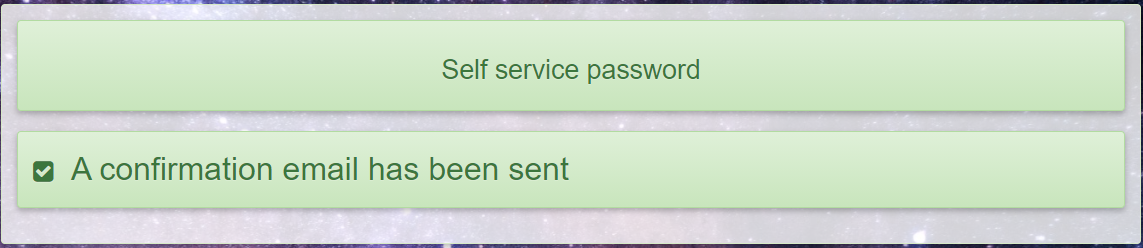 Self service password
A confirmation email has been sent